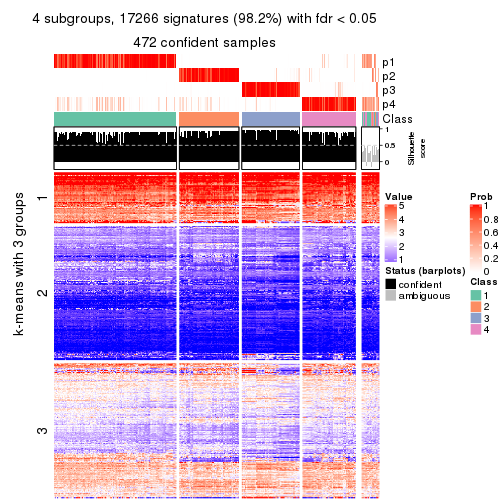 4 subgroups, 17266 signatures (98.2%) with fdr < 0.05
472 confident samples
p1
p2
p3
p4
Class
1
0.5
0
Silhouette
score
k-means with 3 groups
1
2
3
Value
5
4
3
2
1
Status (barplots)
confident
ambiguous
Prob
1
0.8
0.6
0.4
0.2
0
Class
1
2
3
4